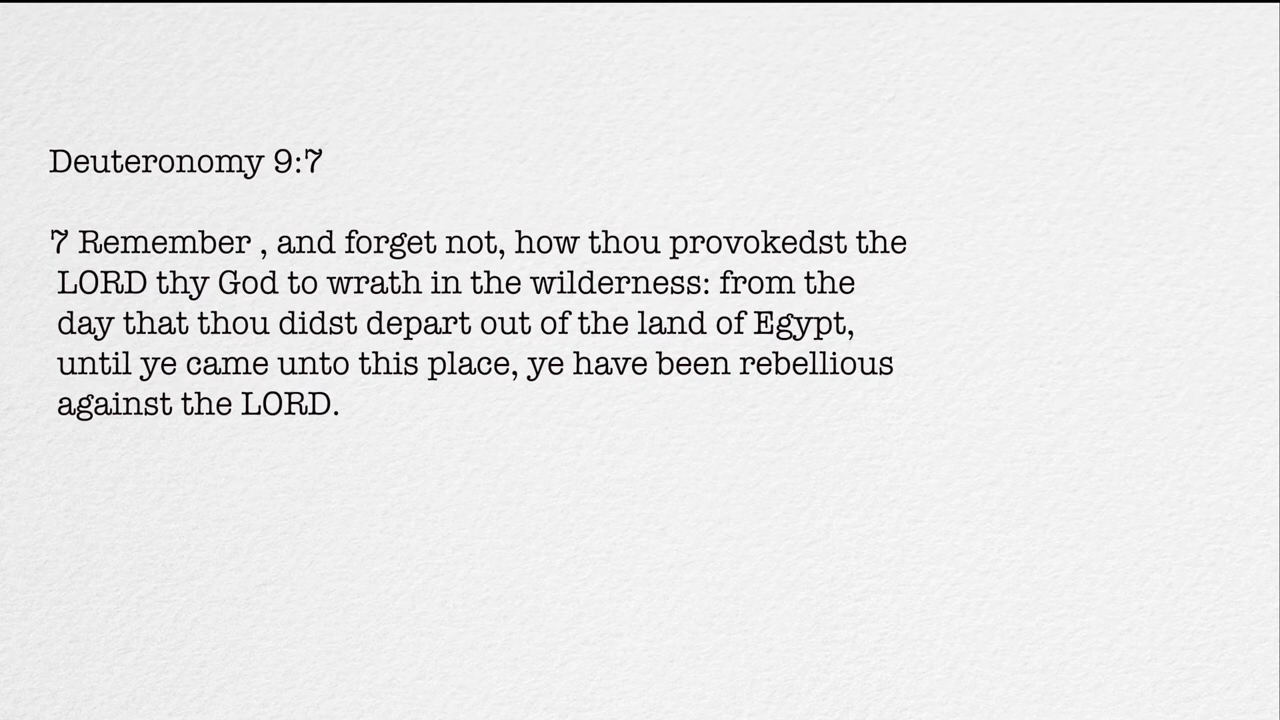 Deuteronomy 9:7
7 Remember , and forget not, how thou provokedst the
LORD thy God to wrath in the wilderness: from the
day that thou didst depart out of the land of Egypt,
until ye came unto this place, ye have been rebellious
against the LORD.